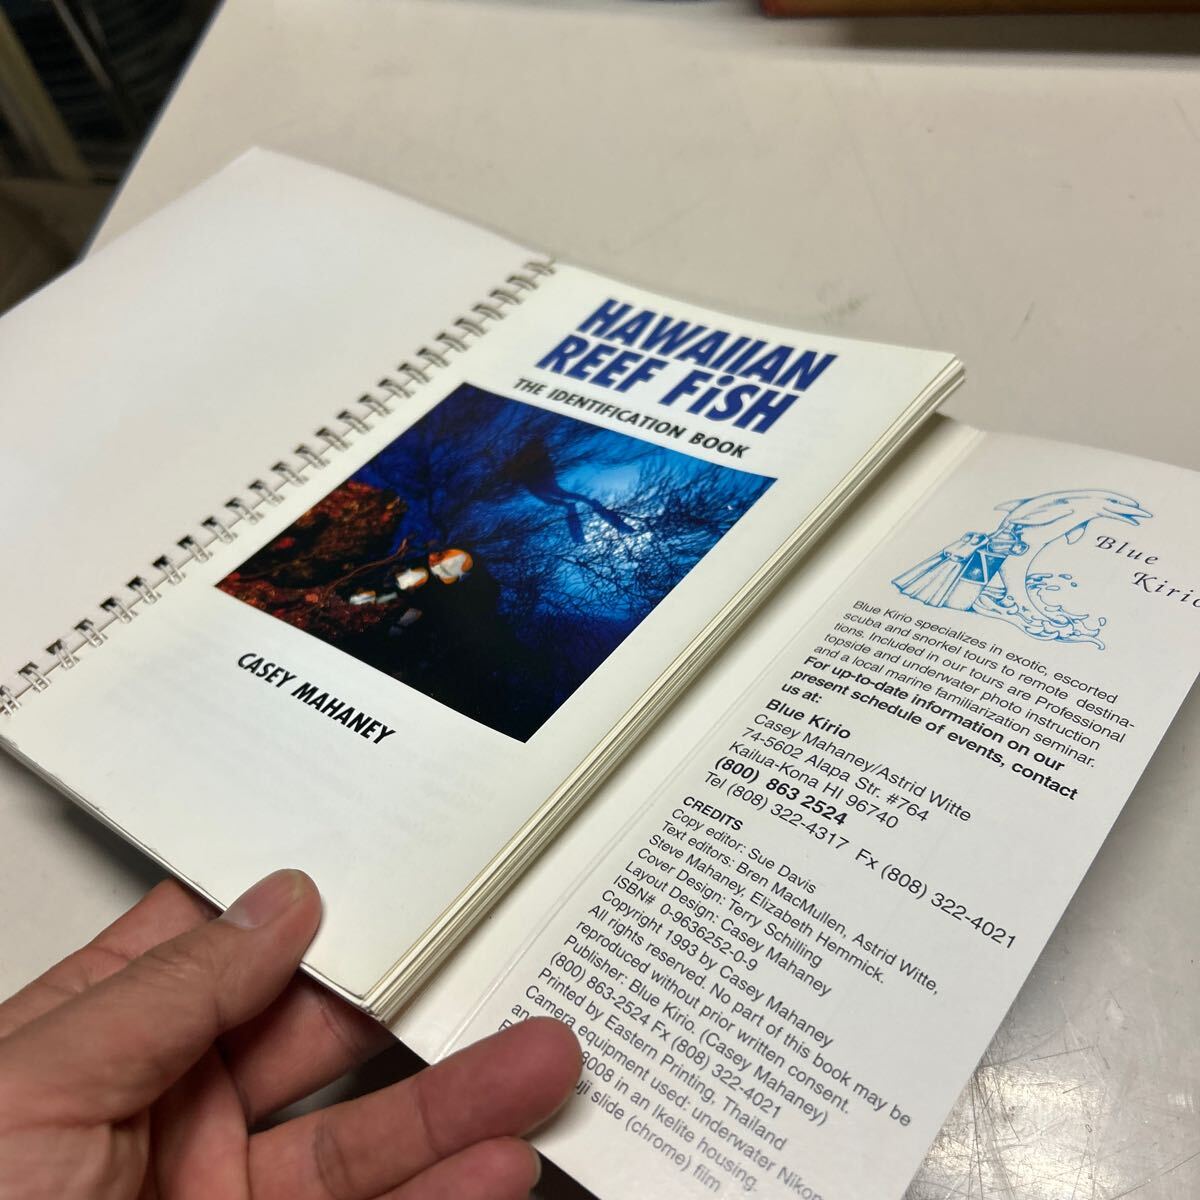 HAWAIIAN
REEF FiSH
THE IDENTIFICATION BOOK
CASEY MAHANEY
Blue
Kirio
Blue Kirio specializes in exotic, escorted
scuba and snorkel tours to remote destina-
tions. Included in our tours are Professional
topside and underwater photo instruction
and a local marine familiarization seminar.
For up-to-date information on our
present schedule of events, contact
us at:
Blue Kirio
Casey Mahaney/Astrid Witte
74-5602 Alapa Str. #764
Kailua-Kona HI 96740
(800) 863 2524
Tel (808) 322-4317 Fx (808) 322-4021
CREDITS
Copy editor: Sue Davis
Text editors: Bren MacMullen, Astrid Witte,
Steve Mahaney, Elizabeth Hemmick.
Cover Design: Terry Schilling
Layout Design: Casey Mahaney
ISBN# 0-9636252-0-9
Copyright 1993 by Casey Mahaney
All rights reserved. No part of this book may be
reproduced without prior written consent.
Publisher: Blue Kirio. (Casey Mahaney)
(800) 863-2524 Fx (808) 322-4021
Printed by Eastern Printing, Thailand
Camera equipment used: underwater Nikon
8008 in an Ikelite housing.
slide (chrome) film